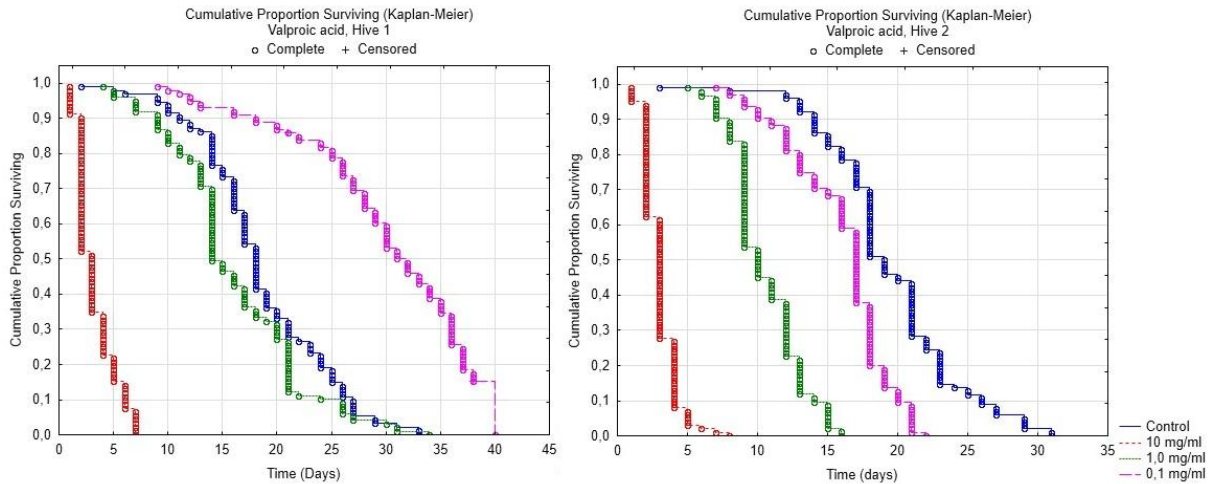 Cumulative Proportion Surviving (Kaplan-Meier)
Valproic acid, Hive 1
Complete + Censored
Cumulative Proportion Surviving
1,0
0,9
0,8
0,7
0,6
0,5
0,4
0,3
0,2
0,1
0,0
0 5 10 15 20 25 30 35 40 45
Time (Days)
Cumulative Proportion Surviving (Kaplan-Meier)
Valproic acid, Hive 2
Complete + Censored
Cumulative Proportion Surviving
1,0
0,9
0,8
0,7
0,6
0,5
0,4
0,3
0,2
0,1
0,0
0 5 10 15 20 25 30 35
Time (days)
Control
10 mg/ml
1,0 mg/ml
0,1 mg/ml